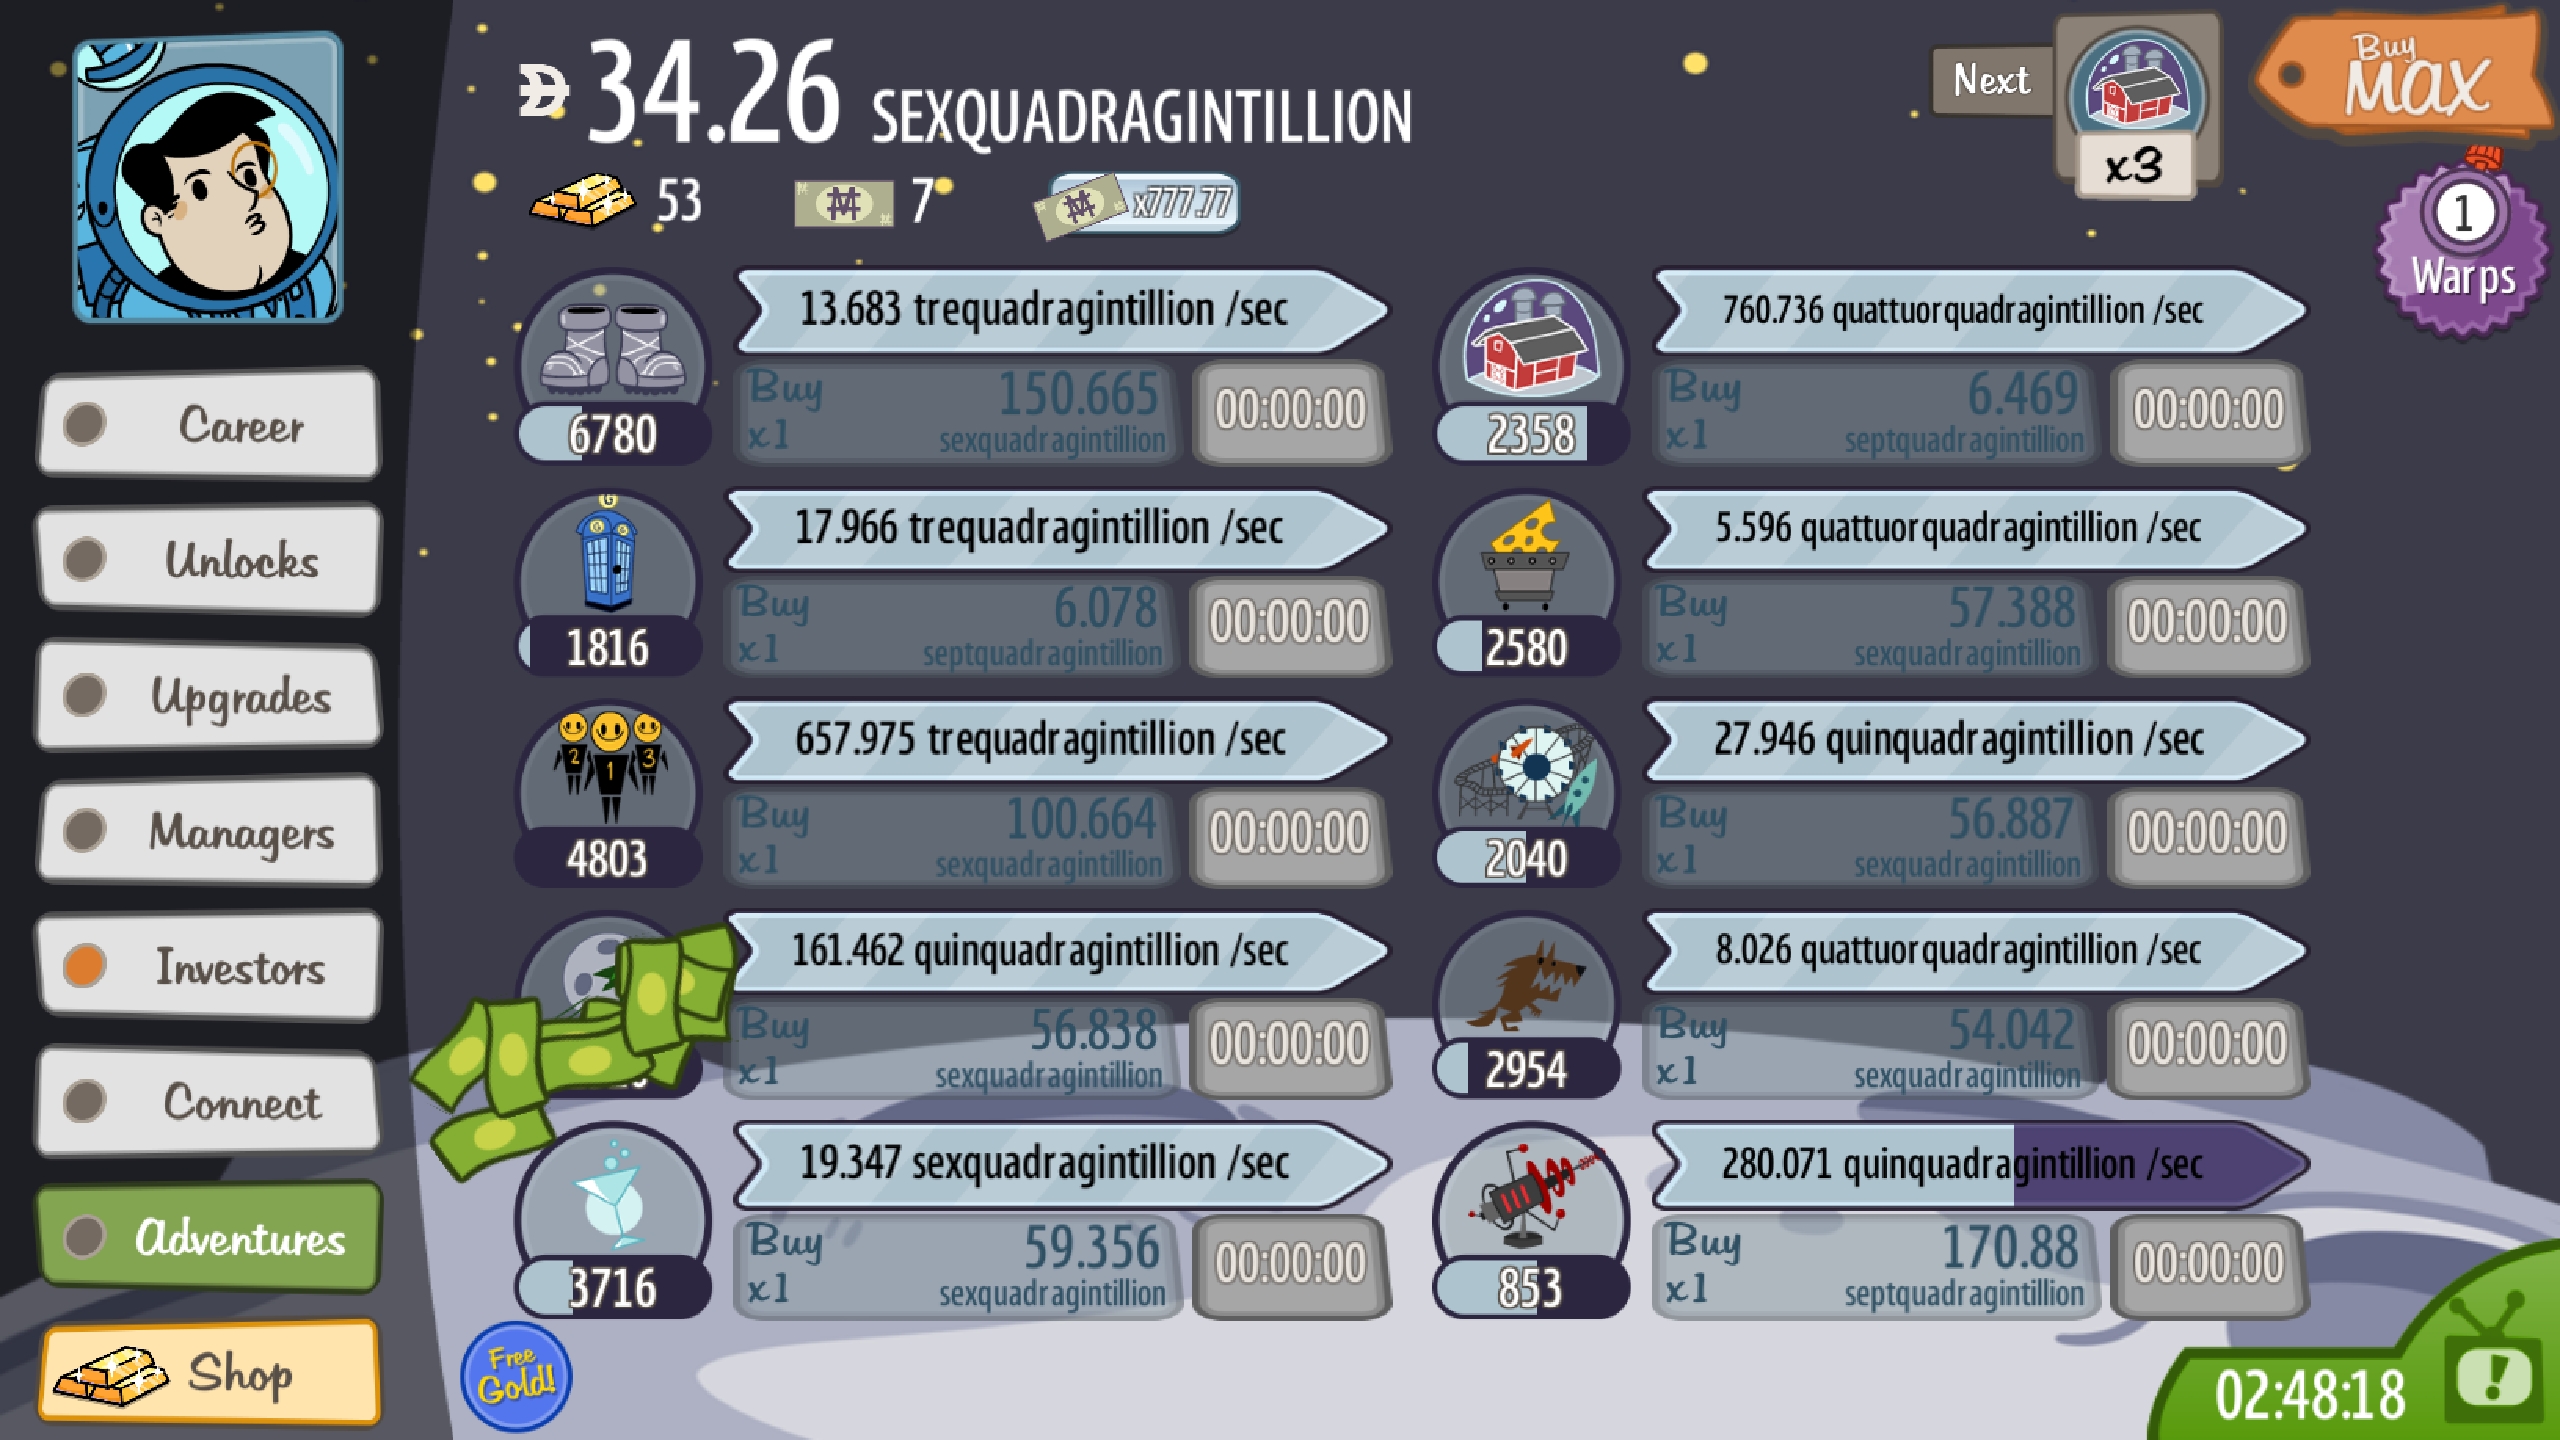 34.26 SEXQUADRAGINTILLION
53
7
x777.77
Next
x3
Buy
MAX
1
Warps
Career
Unlocks
Upgrades
Managers
Investors
Connect
Adventures
Shop
6780
13.683 trequadragintillion /sec
Buy
x1
150.665
sexquadragintillion
00:00:00
2358
760.736 quattuorquadragintillion /sec
Buy
x1
6.469
septquadragintillion
00:00:00
G
G G
1816
17.966 trequadragintillion /sec
Buy
x1
6.078
septquadragintillion
00:00:00
2580
5.596 quattuorquadragintillion /sec
Buy
x1
57.388
sexquadragintillion
00:00:00
2 1 3
4803
657.975 trequadragintillion /sec
Buy
x1
100.664
sexquadragintillion
00:00:00
2040
27.946 quinquadragintillion /sec
Buy
x1
56.887
sexquadragintillion
00:00:00
161.462 quinquadragintillion /sec
Buy
x1
56.838
sexquadragintillion
00:00:00
2954
8.026 quattuorquadragintillion /sec
Buy
x1
54.042
sexquadragintillion
00:00:00
3716
19.347 sexquadragintillion /sec
Buy
x1
59.356
sexquadragintillion
00:00:00
853
280.071 quinquadragintillion /sec
Buy
x1
170.88
septquadragintillion
00:00:00
Free
Gold!
02:48:18
!